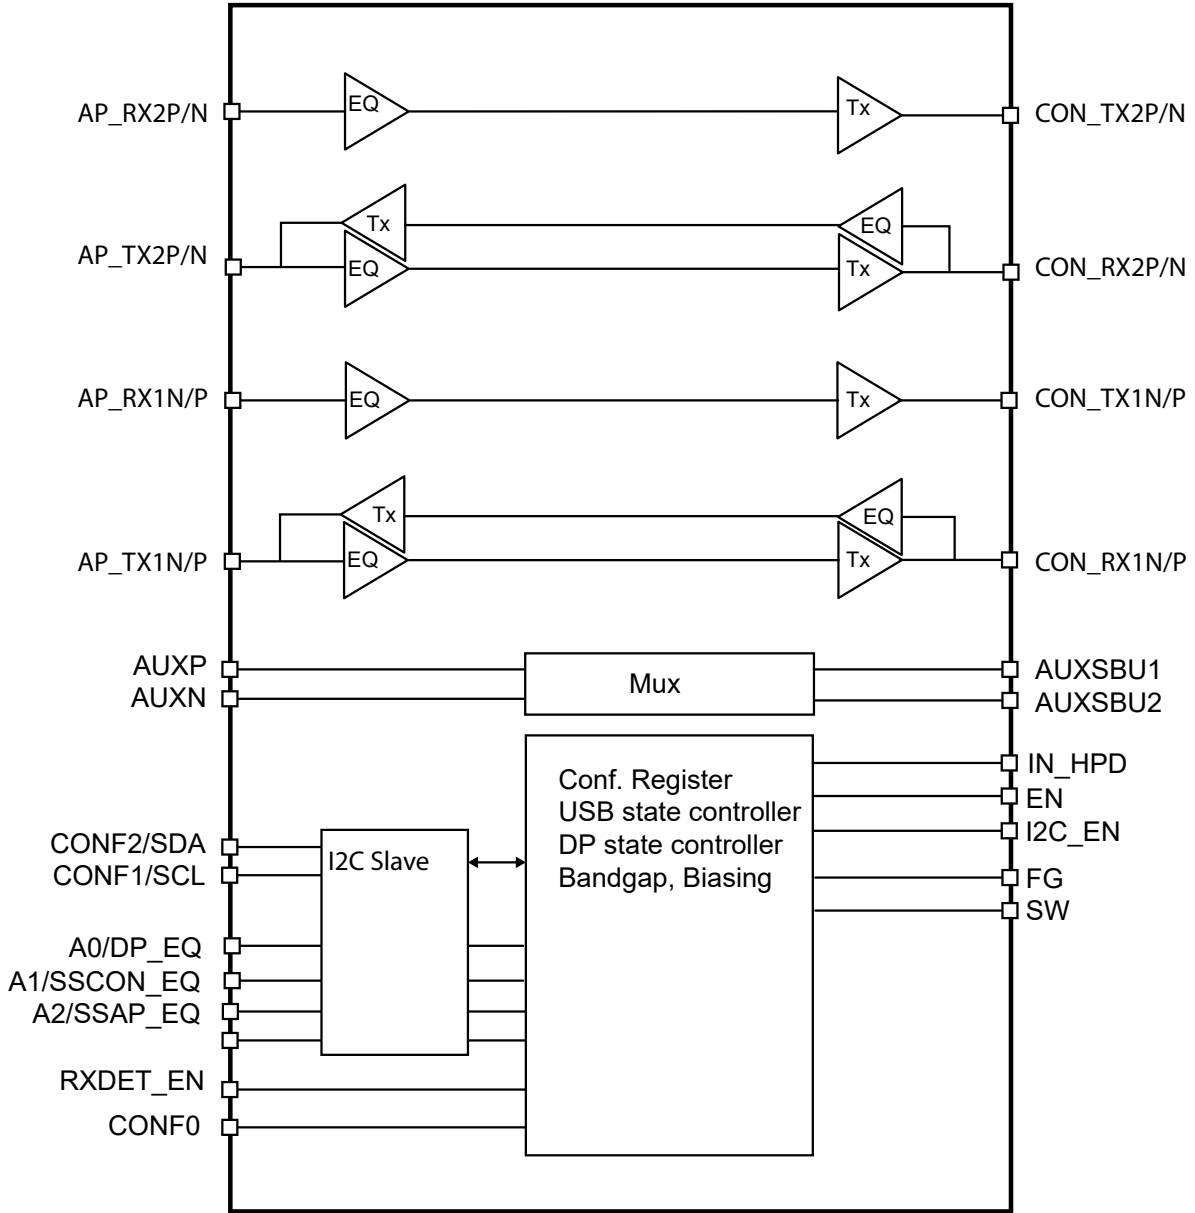 AP_RX2P/N
EQ
Tx
CON_TX2P/N
Tx
EQ
AP_TX2P/N
EQ
Tx
CON_RX2P/N
AP_RX1N/P
EQ
Tx
CON_TX1N/P
Tx
EQ
AP_TX1N/P
EQ
Tx
CON_RX1N/P
AUXP
AUXN
Mux
AUXSBU1
AUXSBU2
Conf. Register
USB state controller
DP state controller
Bandgap, Biasing
IN_HPD
EN
I2C_EN
FG
SW
CONF2/SDA
CONF1/SCL
I2C Slave
A0/DP_EQ
A1/SSCON_EQ
A2/SSAP_EQ
RXDET_EN
CONF0